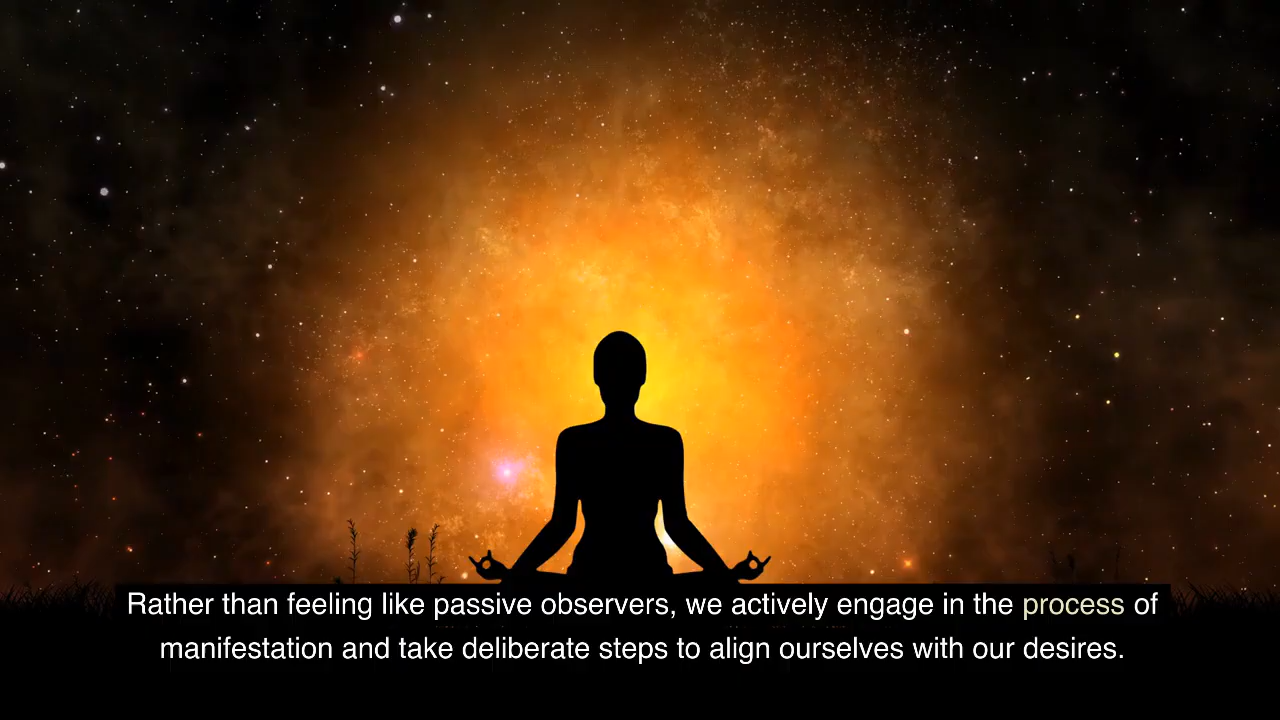 Rather than feeling like passive observers, we actively engage in the process of
manifestation and take deliberate steps to align ourselves with our desires.